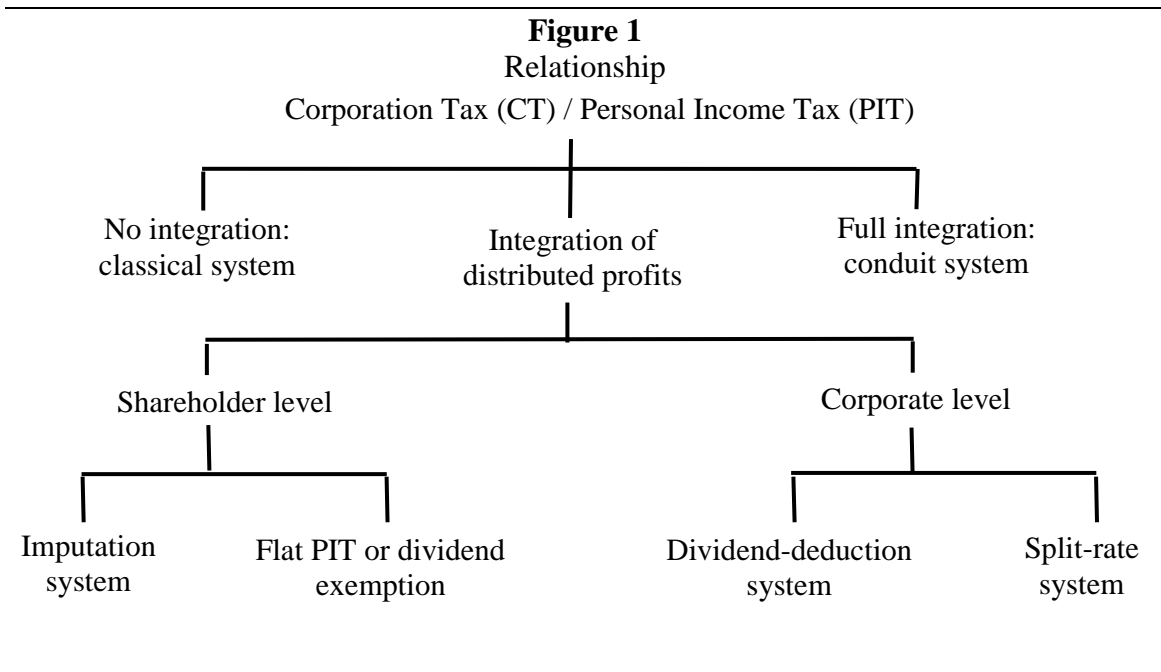 Figure 1
Relationship
Corporation Tax (CT) / Personal Income Tax (PIT)
No integration:
classical system
Integration of
distributed profits
Full integration:
conduit system
Shareholder level
Corporate level
Imputation
system
Flat PIT or dividend
exemption
Dividend-deduction
system
Split-rate
system